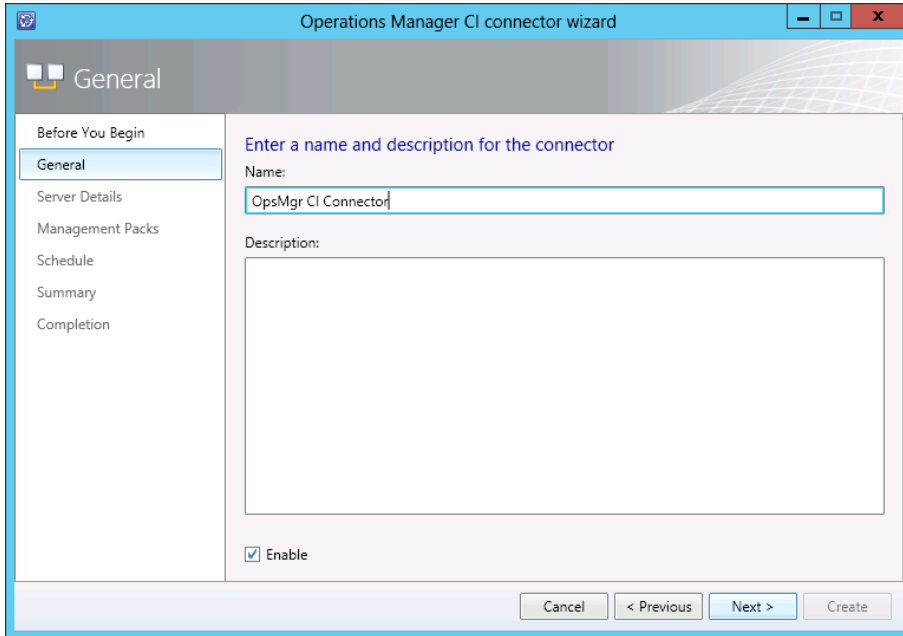 Operations Manager CI connector wizard
General
Before You Begin
General
Server Details
Management Packs
Schedule
Summary
Completion
Enter a name and description for the connector
Name:
OpsMgr CI Connector
Description:
Enable
Cancel
< Previous
Next >
Create